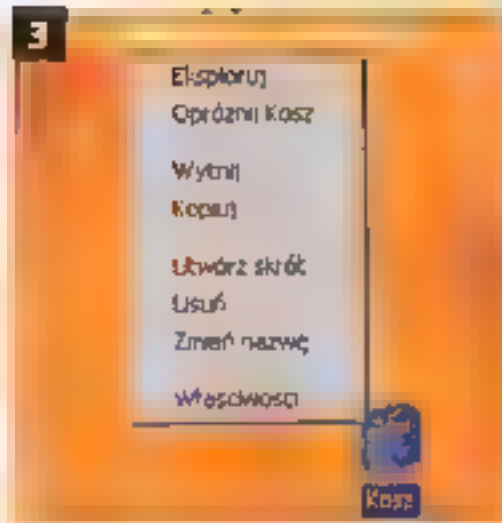 3
Eksploruj
Opróżnij Kosz
Wytnij
Kopiuj
Utwórz skrót
Usuń
Zmień nazwę
Właściwości
Kosz